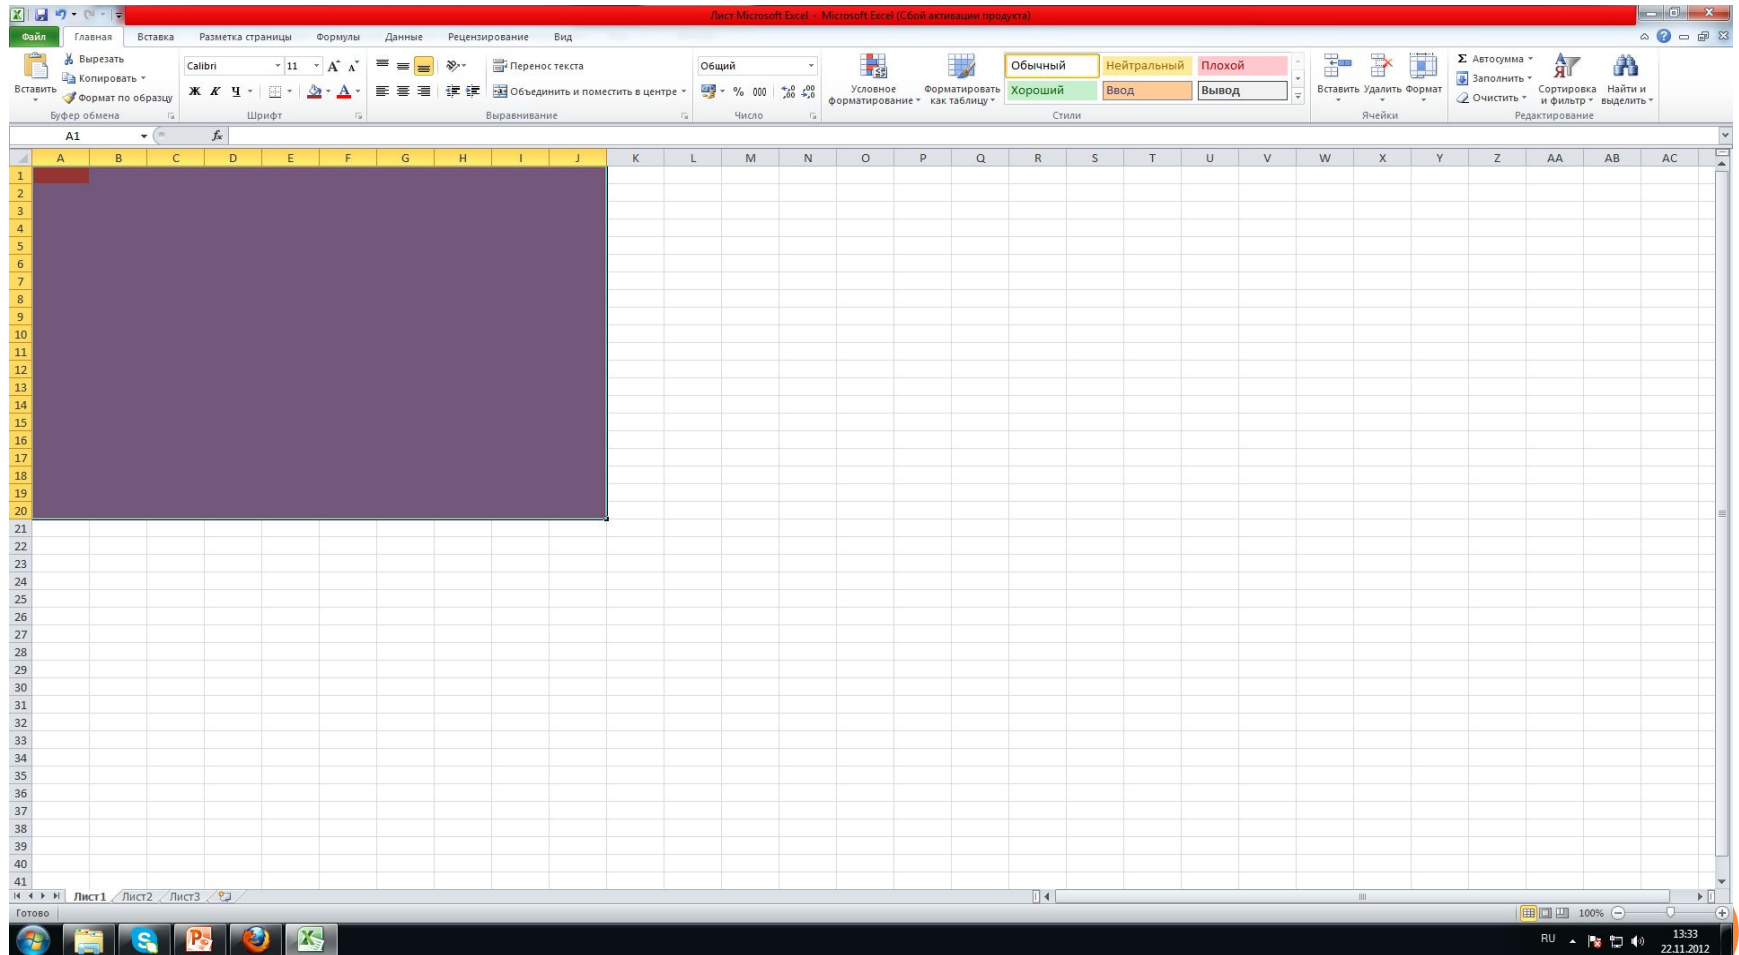 Лист Microsoft Excel - Microsoft Excel (Сбой активации продукта)
Файл Главная Вставка Разметка страницы Формулы Данные Рецензирование Вид
Вставить
Вырезать
Копировать
Формат по образцу
Буфер обмена
Calibri 11
Ж К Ч
Шрифт
Перенос текста
Объединить и поместить в центре
Выравнивание
Общий
% 000
Число
Условное форматирование
Форматировать как таблицу
Обычный Нейтральный Плохой
Хороший Ввод Вывод
Стили
Вставить Удалить Формат
Ячейки
Σ Автосумма
Заполнить
Очистить
Сортировка и фильтр
Найти и выделить
Редактирование
A1 fx
A B C D E F G H I J K L M N O P Q R S T U V W X Y Z AA AB AC
1
2
3
4
5
6
7
8
9
10
11
12
13
14
15
16
17
18
19
20
21
22
23
24
25
26
27
28
29
30
31
32
33
34
35
36
37
38
39
40
41
Лист1 Лист2 Лист3
Готово 100%
RU 13:33
22.11.2012